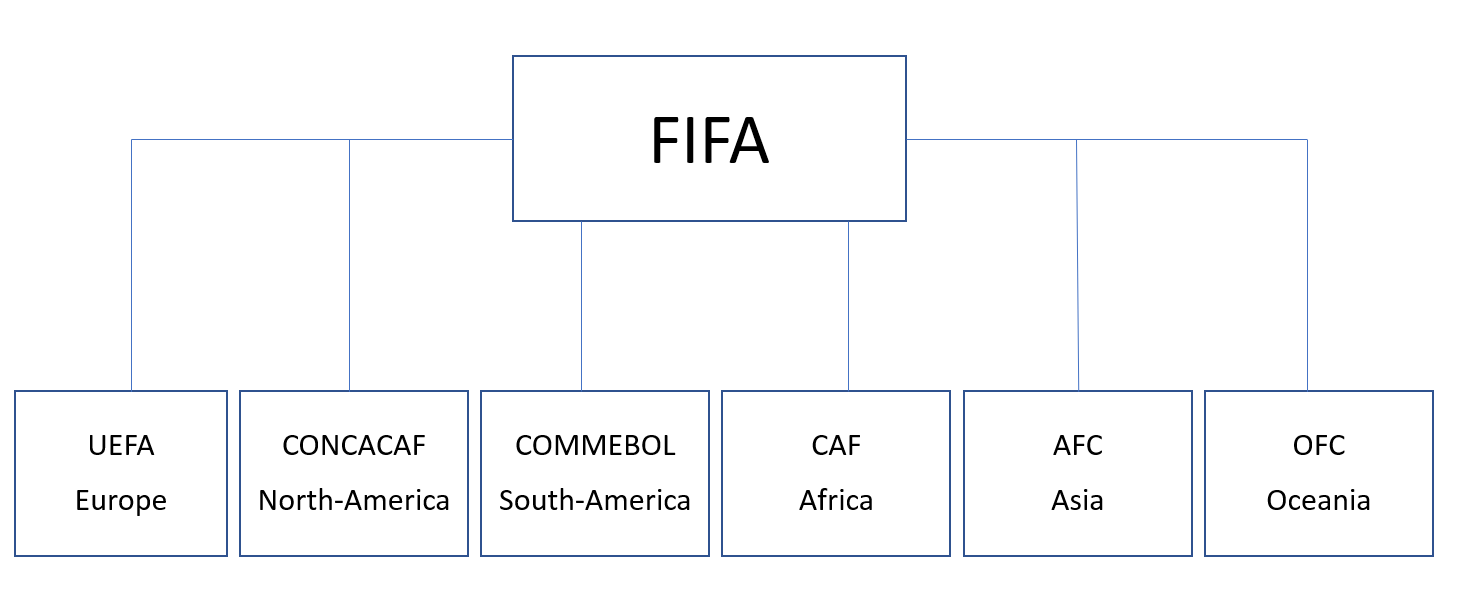 FIFA
UEFA
Europe
CONCACAF
North-America
COMMEBOL
South-America
CAF
Africa
AFC
Asia
OFC
Oceania